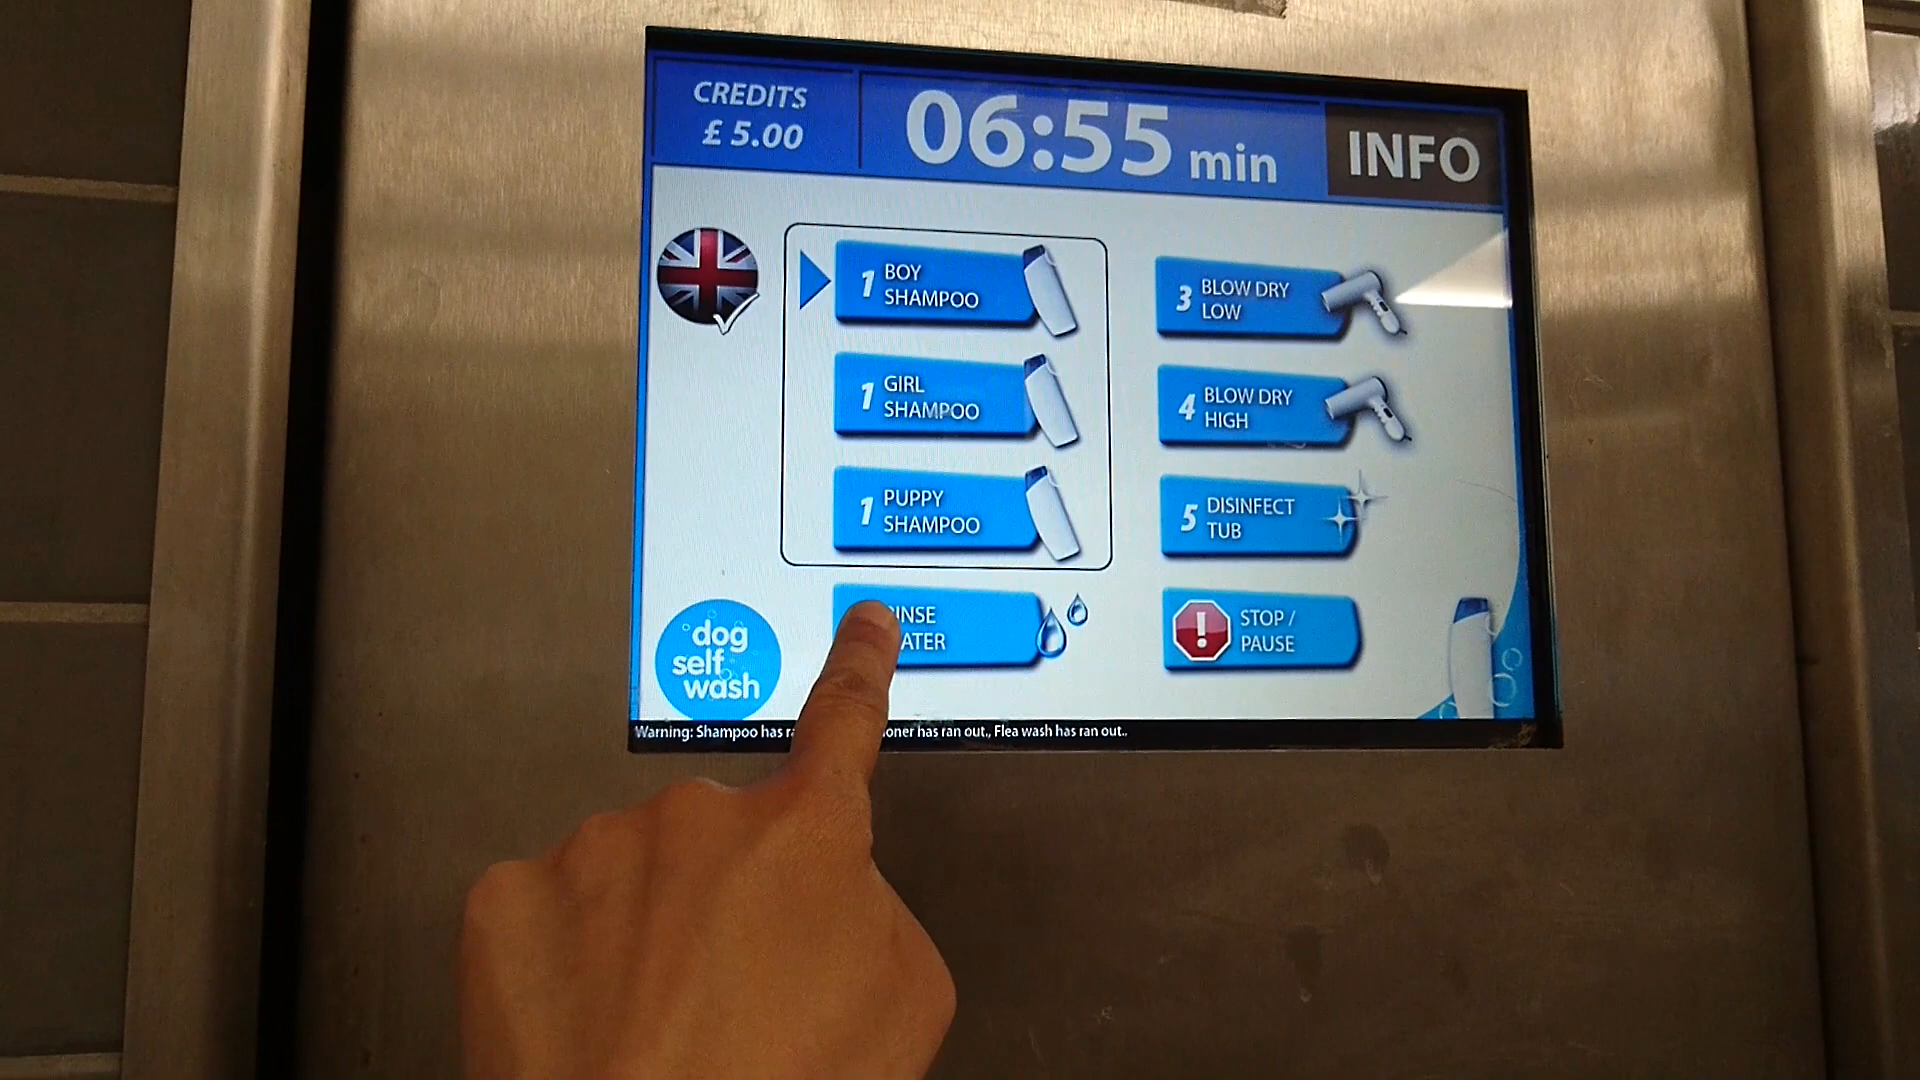 CREDITS
£ 5.00
06:55 min
INFO
1 BOY
SHAMPOO
1 GIRL
SHAMPOO
1 PUPPY
SHAMPOO
INSE
ATER
3 BLOW DRY
LOW
4 BLOW DRY
HIGH
5 DISINFECT
TUB
! STOP /
PAUSE
dog
self
wash
Warning: Shampoo has ra oner has ran out., Flea wash has ran out..